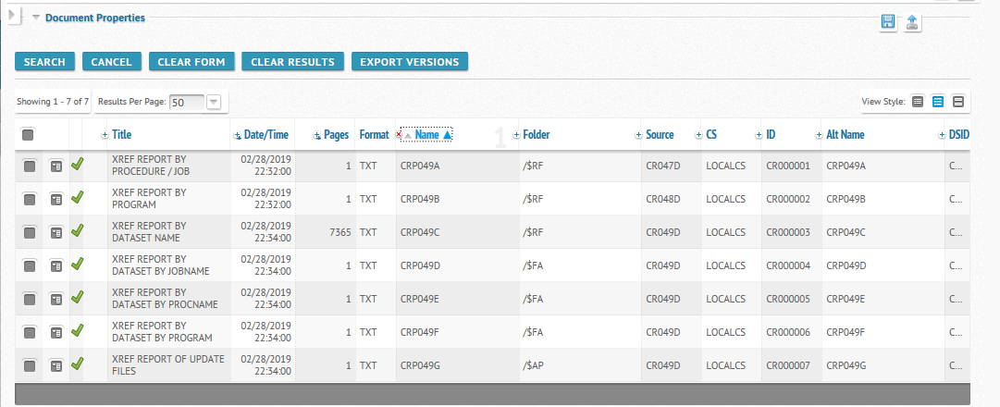 Document Properties
SEARCH CANCEL CLEAR FORM CLEAR RESULTS EXPORT VERSIONS
Showing 1 - 7 of 7 Results Per Page: 50 View Style:
Title Date/Time Pages Format Name 1 Folder Source CS ID Alt Name DSID
XREF REPORT BY 02/28/2019
PROCEDURE / JOB 22:32:00 1 TXT CRP049A /$RF CR047D LOCALCS CR000001 CRP049A C...
XREF REPORT BY 02/28/2019
PROGRAM 22:32:00 1 TXT CRP049B /$RF CR048D LOCALCS CR000002 CRP049B C...
XREF REPORT BY 02/28/2019
DATASET NAME 22:34:00 7365 TXT CRP049C /$RF CR049D LOCALCS CR000003 CRP049C C...
XREF REPORT BY 02/28/2019
DATASET BY JOBNAME 22:34:00 1 TXT CRP049D /$FA CR049D LOCALCS CR000004 CRP049D C...
XREF REPORT BY 02/28/2019
DATASET BY PROCNAME 22:34:00 1 TXT CRP049E /$FA CR049D LOCALCS CR000005 CRP049E C...
XREF REPORT BY 02/28/2019
DATASET BY PROGRAM 22:34:00 1 TXT CRP049F /$FA CR049D LOCALCS CR000006 CRP049F C...
XREF REPORT OF UPDATE 02/28/2019
FILES 22:34:00 1 TXT CRP049G /$AP CR049D LOCALCS CR000007 CRP049G C...